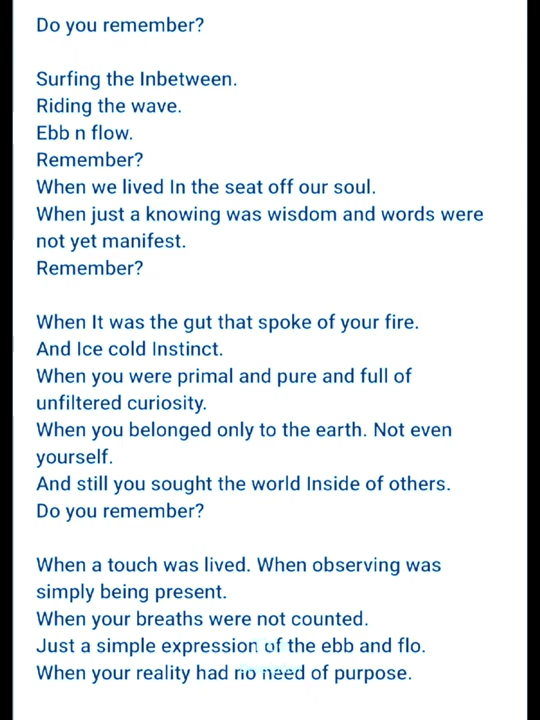 Do you remember?
Surfing the Inbetween.
Riding the wave.
Ebb n flow.
Remember?
When we lived In the seat off our soul.
When just a knowing was wisdom and words were
not yet manifest.
Remember?
When It was the gut that spoke of your fire.
And Ice cold Instinct.
When you were primal and pure and full of
unfiltered curiosity.
When you belonged only to the earth. Not even
yourself.
And still you sought the world Inside of others.
Do you remember?
When a touch was lived. When observing was
simply being present.
When your breaths were not counted.
Just a simple expression of the ebb and flo.
When your reality had no need of purpose.